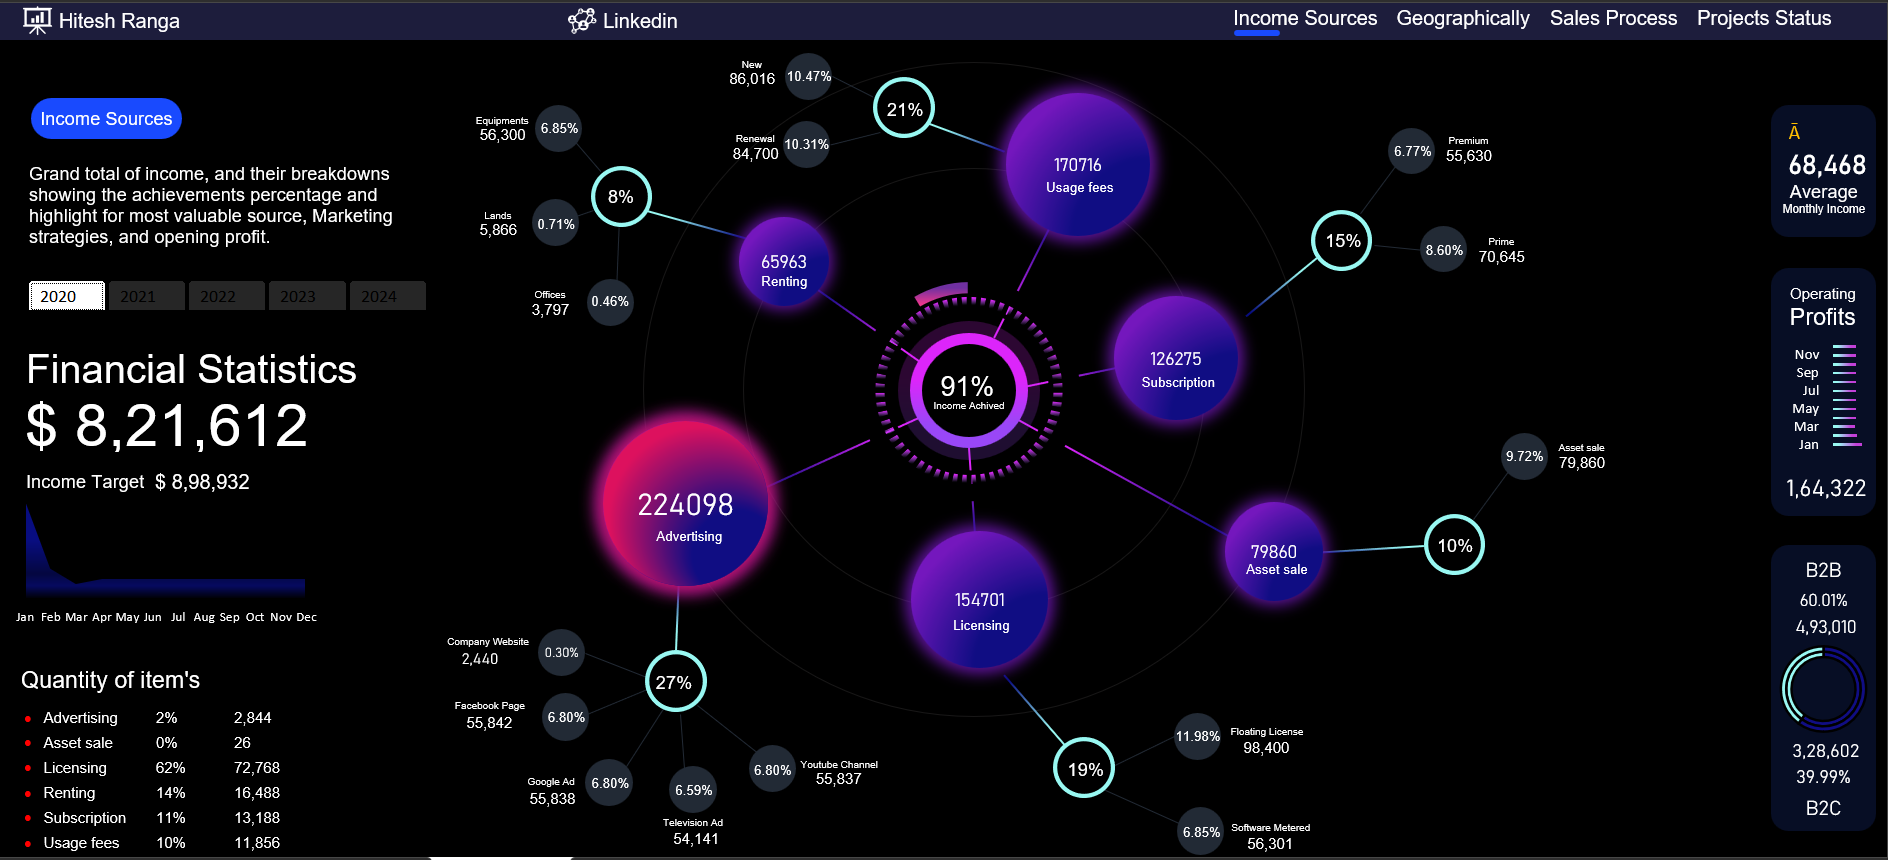 Hitesh Ranga
Linkedin
Income Sources
Geographically
Sales Process
Projects Status
Income Sources
Grand total of income, and their breakdowns
showing the achievements percentage and
highlight for most valuable source, Marketing
strategies, and opening profit.
2020
2021
2022
2023
2024
Financial Statistics
$ 8,21,612
Income Target $ 8,98,932
Jan Feb Mar Apr May Jun Jul Aug Sep Oct Nov Dec
Quantity of item's
Advertising 2% 2,844
Asset sale 0% 26
Licensing 62% 72,768
Renting 14% 16,488
Subscription 11% 13,188
Usage fees 10% 11,856
New
86,016
10.47%
Renewal
84,700
10.31%
21%
170716
Usage fees
Equipments
56,300
6.85%
Lands
5,866
0.71%
Offices
3,797
0.46%
8%
65963
Renting
91%
Income Achived
Premium
55,630
6.77%
Prime
70,645
8.60%
15%
126275
Subscription
Asset sale
79,860
9.72%
10%
79860
Asset sale
224098
Advertising
27%
Company Website
2,440
0.30%
Facebook Page
55,842
6.80%
Google Ad
55,838
6.80%
6.59%
Television Ad
54,141
6.80%
Youtube Channel
55,837
154701
Licensing
19%
11.98%
Floating License
98,400
6.85%
Software Metered
56,301
Ā
68,468
Average
Monthly Income
Operating
Profits
Nov
Sep
Jul
May
Mar
Jan
1,64,322
B2B
60.01%
4,93,010
3,28,602
39.99%
B2C